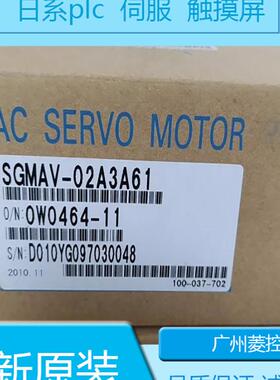 日系plc 伺服 触摸屏
AC SERVO MOTOR
SGMAV-02A3A61
O/N: 0W0464-11
S/N: D010YG097030048
2010.11
100-037-702
新原装
广州菱控